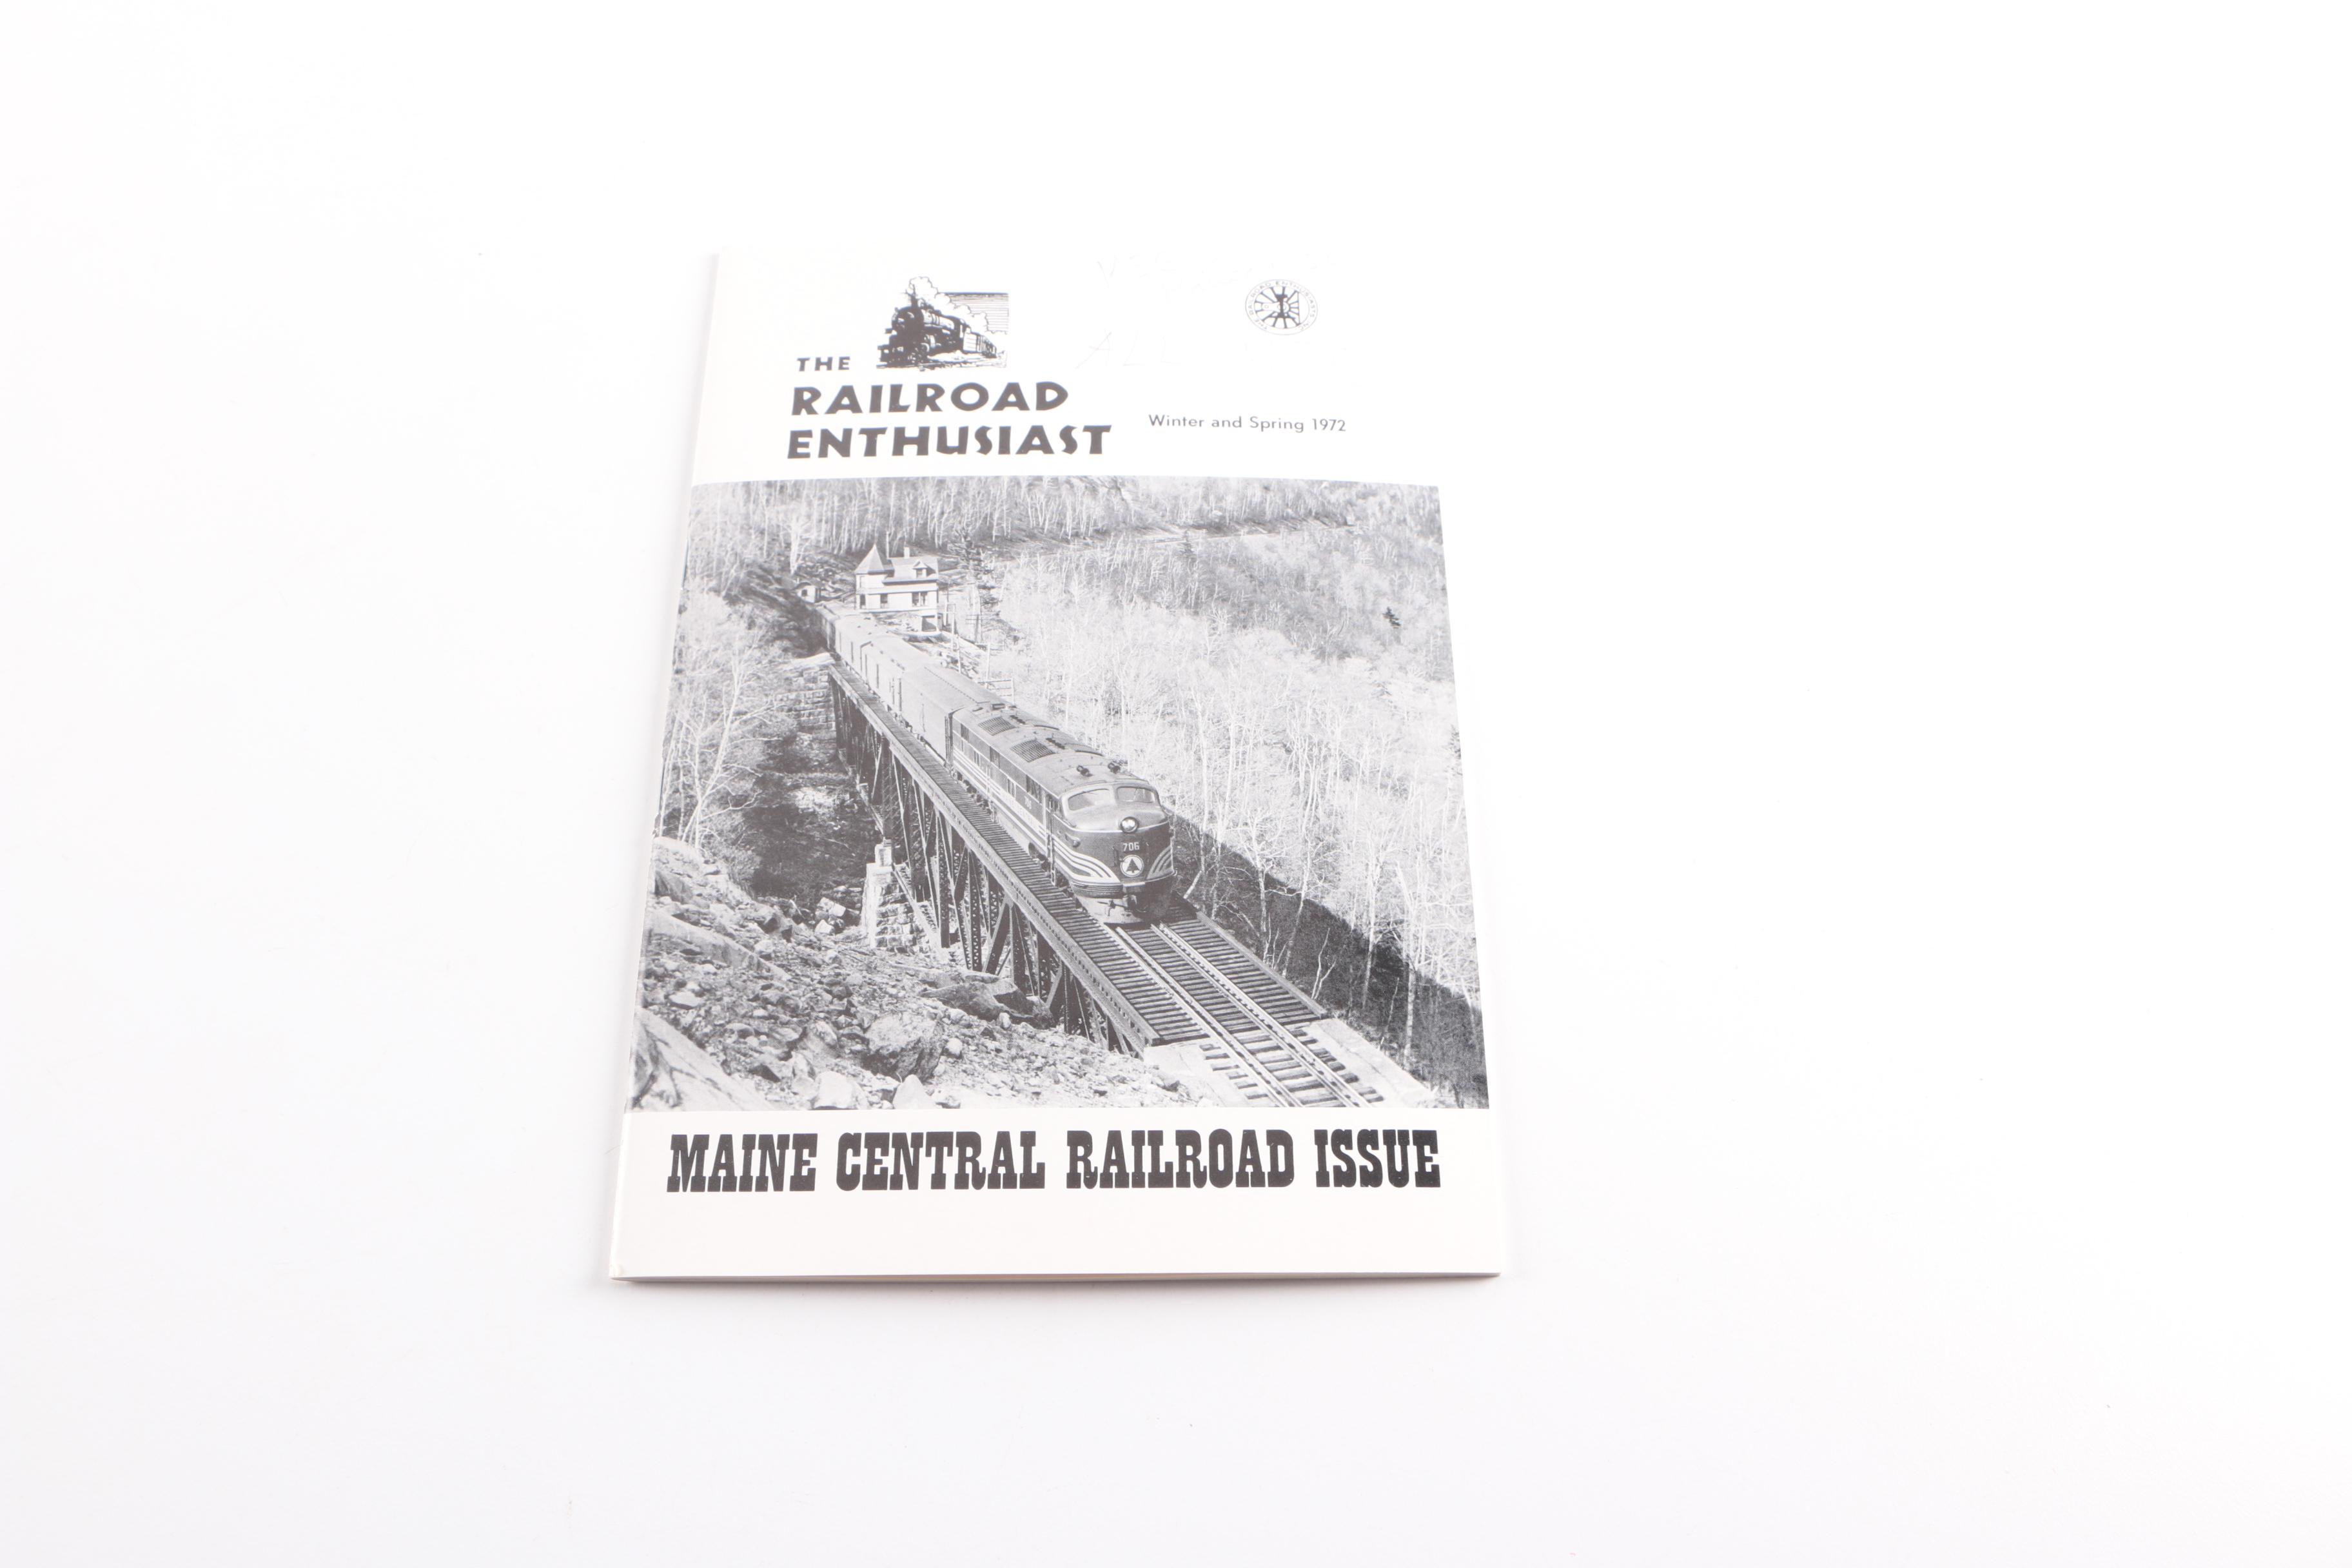 THE
RAILROAD
ENTHUSIAST
Winter and Spring 1972
706
MAINE CENTRAL RAILROAD ISSUE